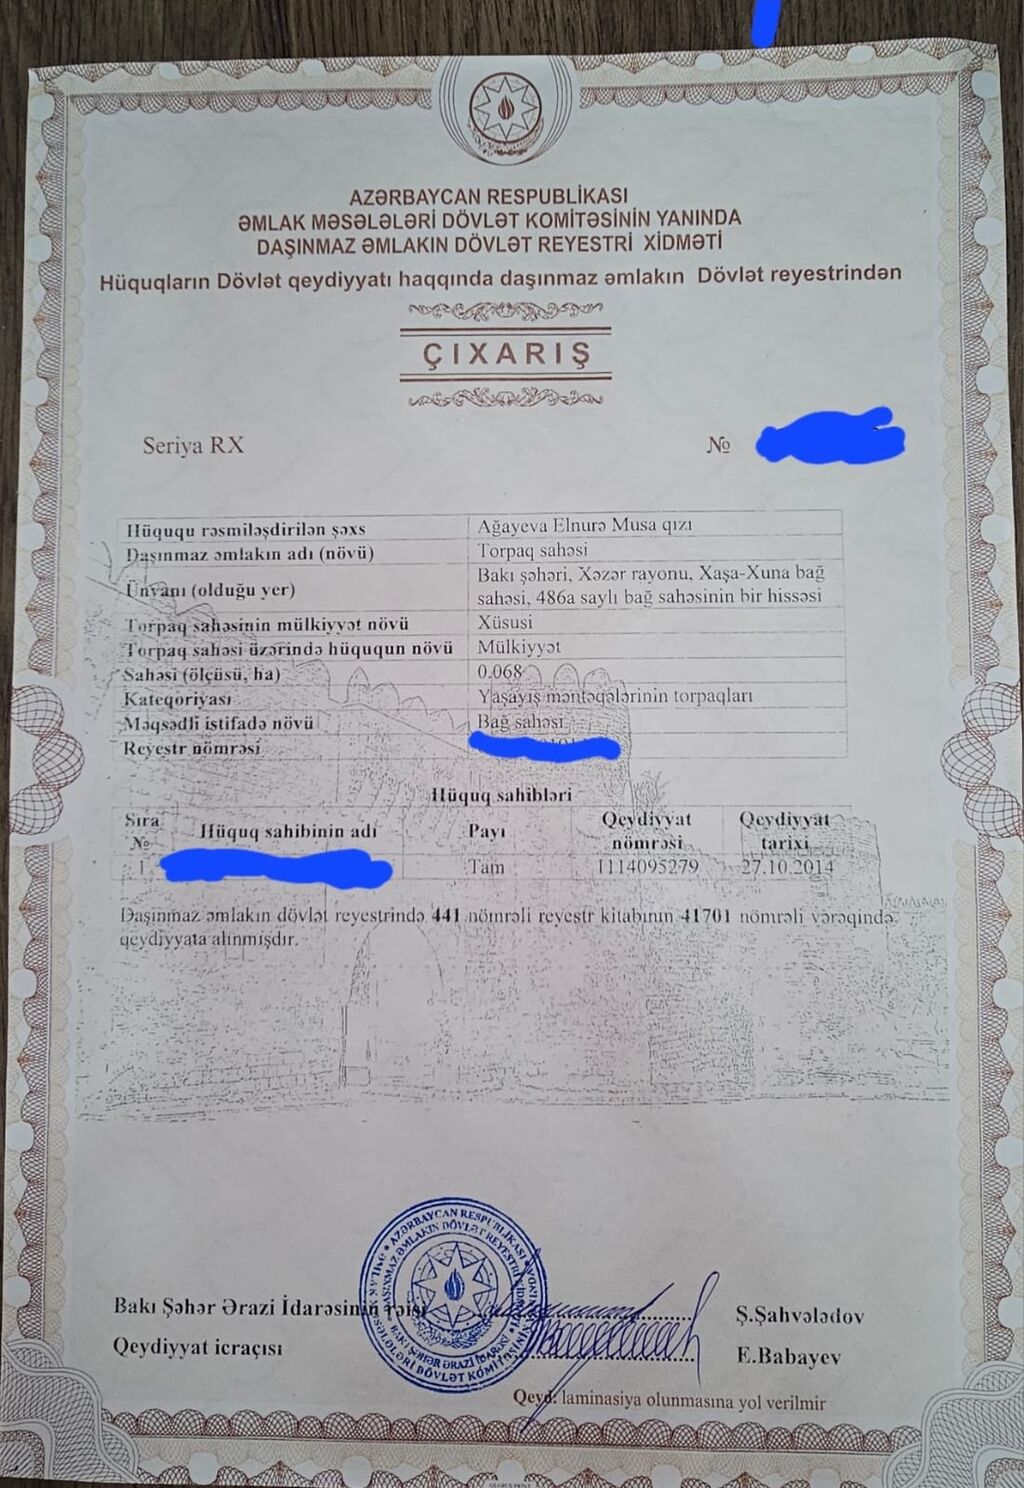 AZƏRBAYCAN RESPUBLİKASI
ƏMLAK MƏSƏLƏLƏRİ DÖVLƏT KOMİTƏSİNİN YANINDA
DAŞINMAZ ƏMLAKIN DÖVLƏT REYESTRİ XİDMƏTİ
Hüquqların Dövlət qeydiyyatı haqqında daşınmaz əmlakın Dövlət reyestrindən
ÇIXARIŞ
Seriya RX №
Hüququ rəsmiləşdirilən şəxs Ağayeva Elnurə Musa qızı
Daşınmaz əmlakın adı (növü) Torpaq sahəsi
Ünvanı (olduğu yer) Bakı şəhəri, Xəzər rayonu, Xaşa-Xuna bağ
sahəsi, 486a saylı bağ sahəsinin bir hissəsi
Torpaq sahəsinin mülkiyyət növü Xüsusi
Torpaq sahəsi üzərində hüququn növü Mülkiyyət
Sahəsi (ölçüsü, ha) 0.068
Kateqoriyası Yaşayış məntəqələrinin torpaqları
Məqsədli istifadə növü Bağ sahəsi
Reyestr nömrəsi
Hüquq sahibləri
Sıra № Hüquq sahibinin adı Payı Qeydiyyat nömrəsi Qeydiyyat tarixi
1 Tam 1114095279 27.10.2014
Daşınmaz əmlakın dövlət reyestrində 441 nömrəli reyestr kitabının 41701 nömrəli vərəqində
qeydiyyata alınmışdır.
Bakı Şəhər Ərazi İdarəsinin rəisi Ş.Şahvələdov
Qeydiyyat icraçısı E.Babayev
Qeyd: laminasiya olunmasına yol verilmir